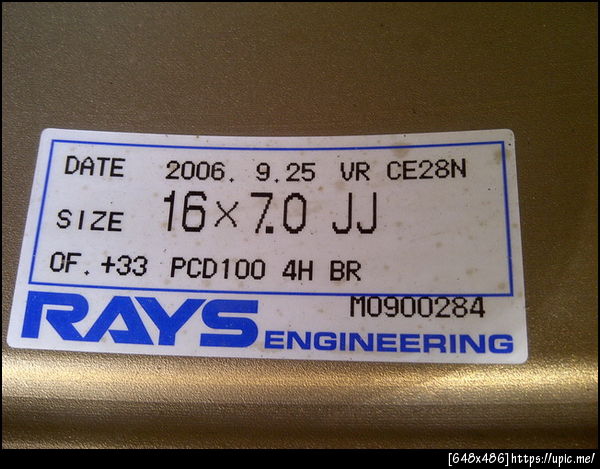 DATE 2006. 9.25 VR CE28N
SIZE 16×7.0 JJ
OF. +33 PCD100 4H BR
M0900284
RAYS ENGINEERING
[648x486]https://upic.me/